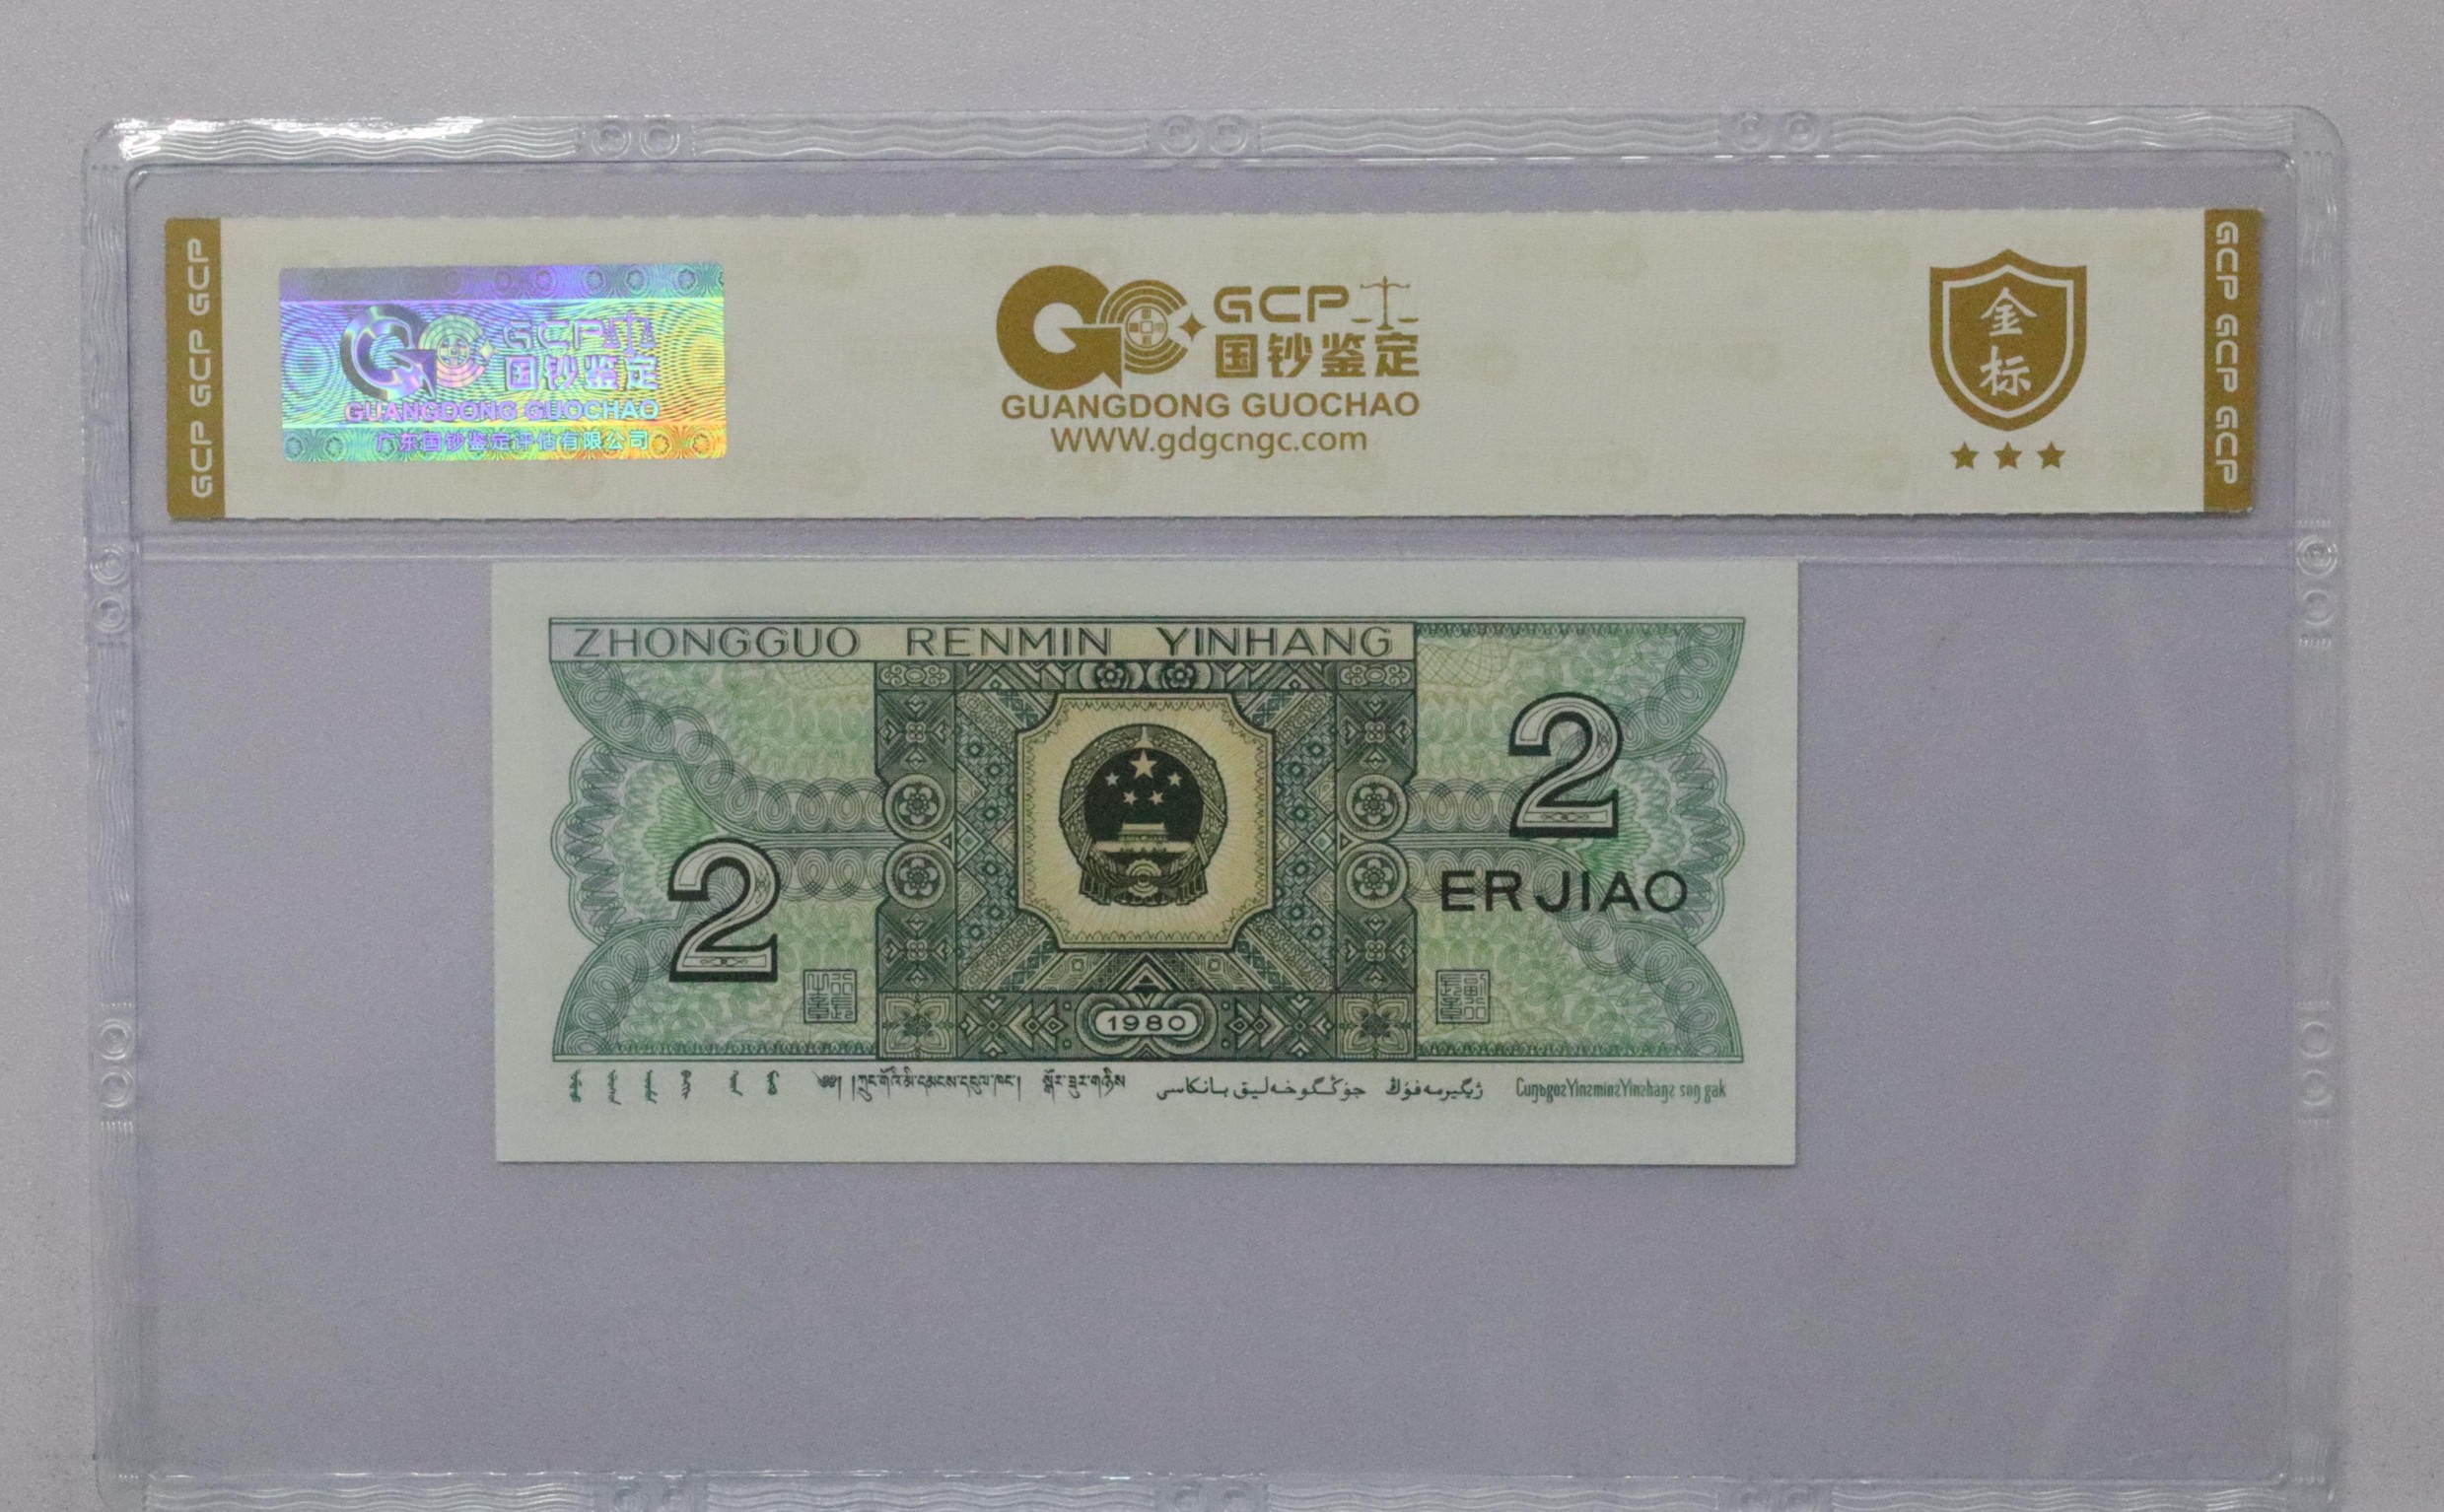 GCP GCP GCP
GCP
国钞鉴定
GUANGDONG GUOCHAO
广东国钞鉴定评估有限公司
GCP
国钞鉴定
GUANGDONG GUOCHAO
WWW.gdgcngc.com
金
标
GCP GCP GCP
ZHONGGUO RENMIN YINHANG
2
2
ERJIAO
1980
CuŋƅgozYinzminzYinzhaŋz soŋ gak